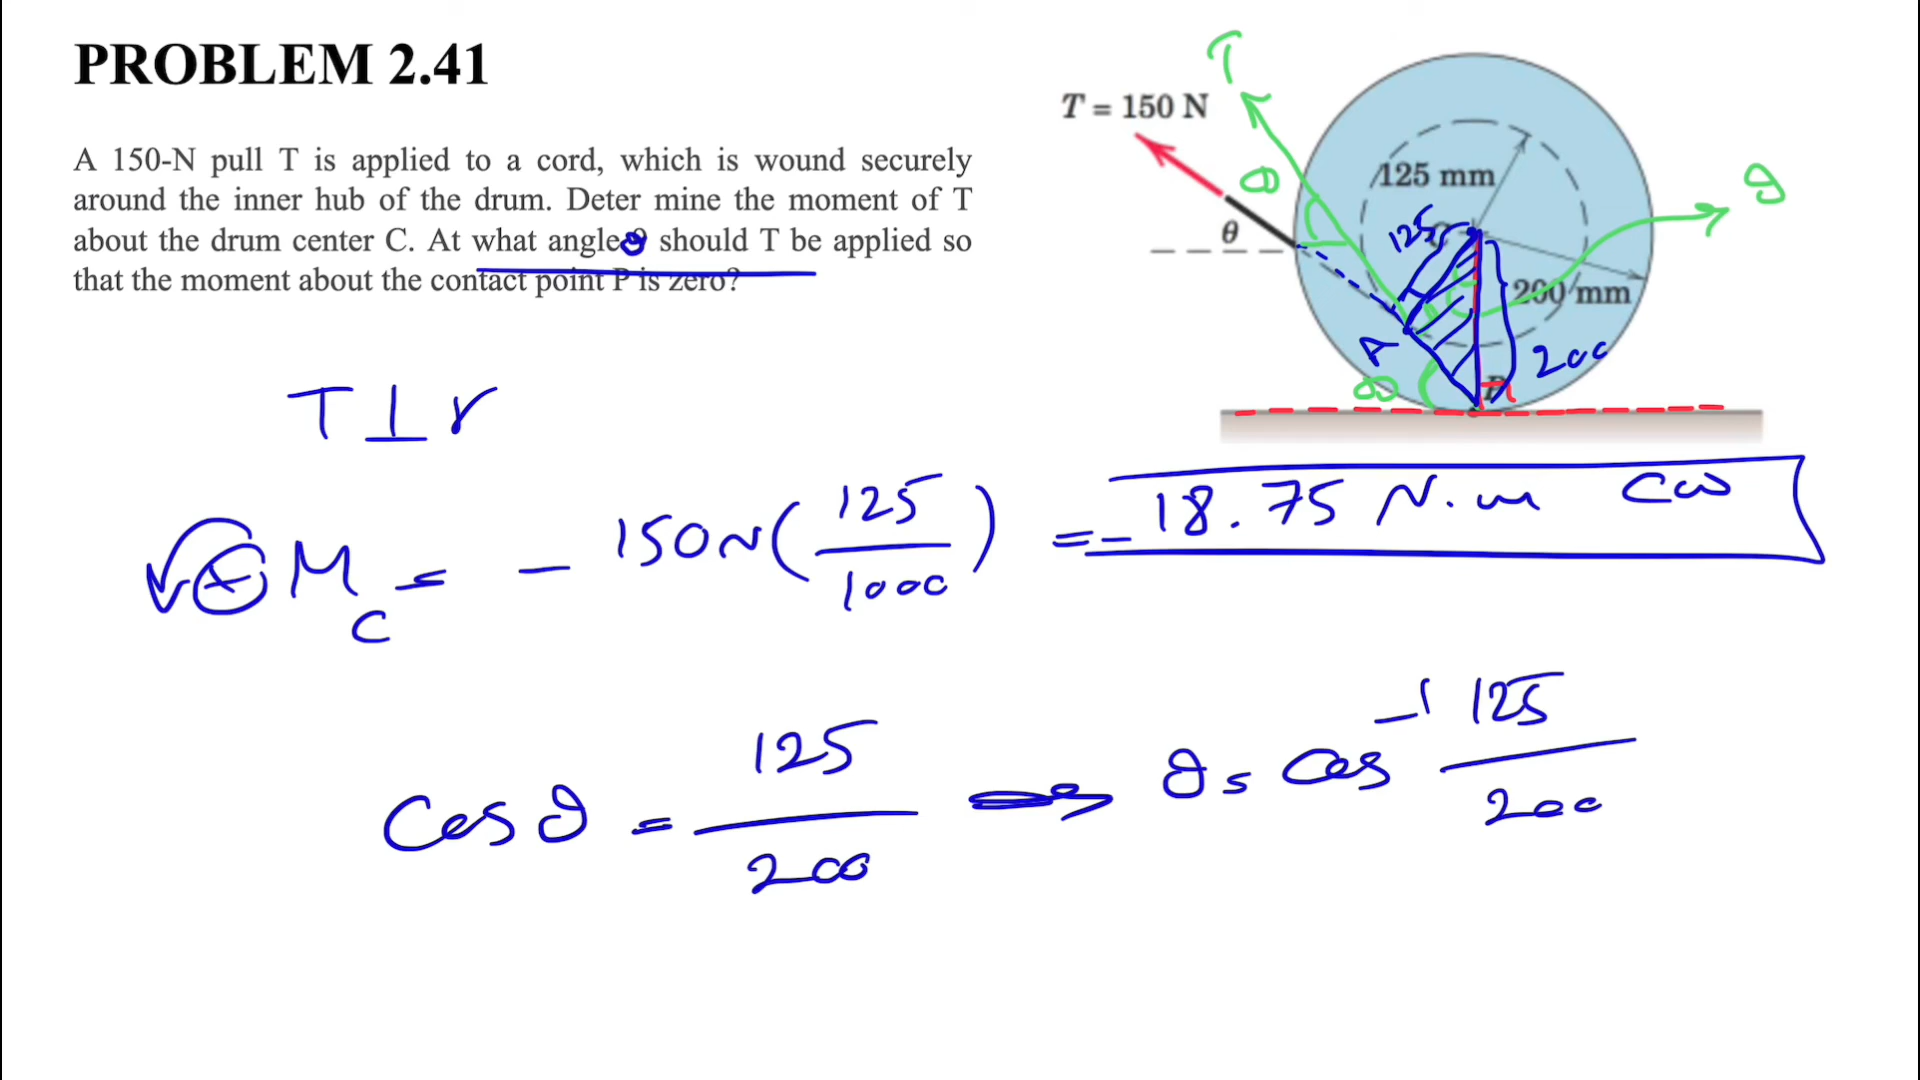 PROBLEM 2.41
A 150-N pull T is applied to a cord, which is wound securely
around the inner hub of the drum. Deter mine the moment of T
about the drum center C. At what angle θ should T be applied so
that the moment about the contact point P is zero?
T
T = 150 N
θ
θ
125 mm
θ
125
200 mm
A
200
θ
P
T ⊥ r
+ M_C = - 150N (125/1000) = - 18.75 N.m CW
Cos θ = 125/200 ⇒ θ = Cos⁻¹ 125/200